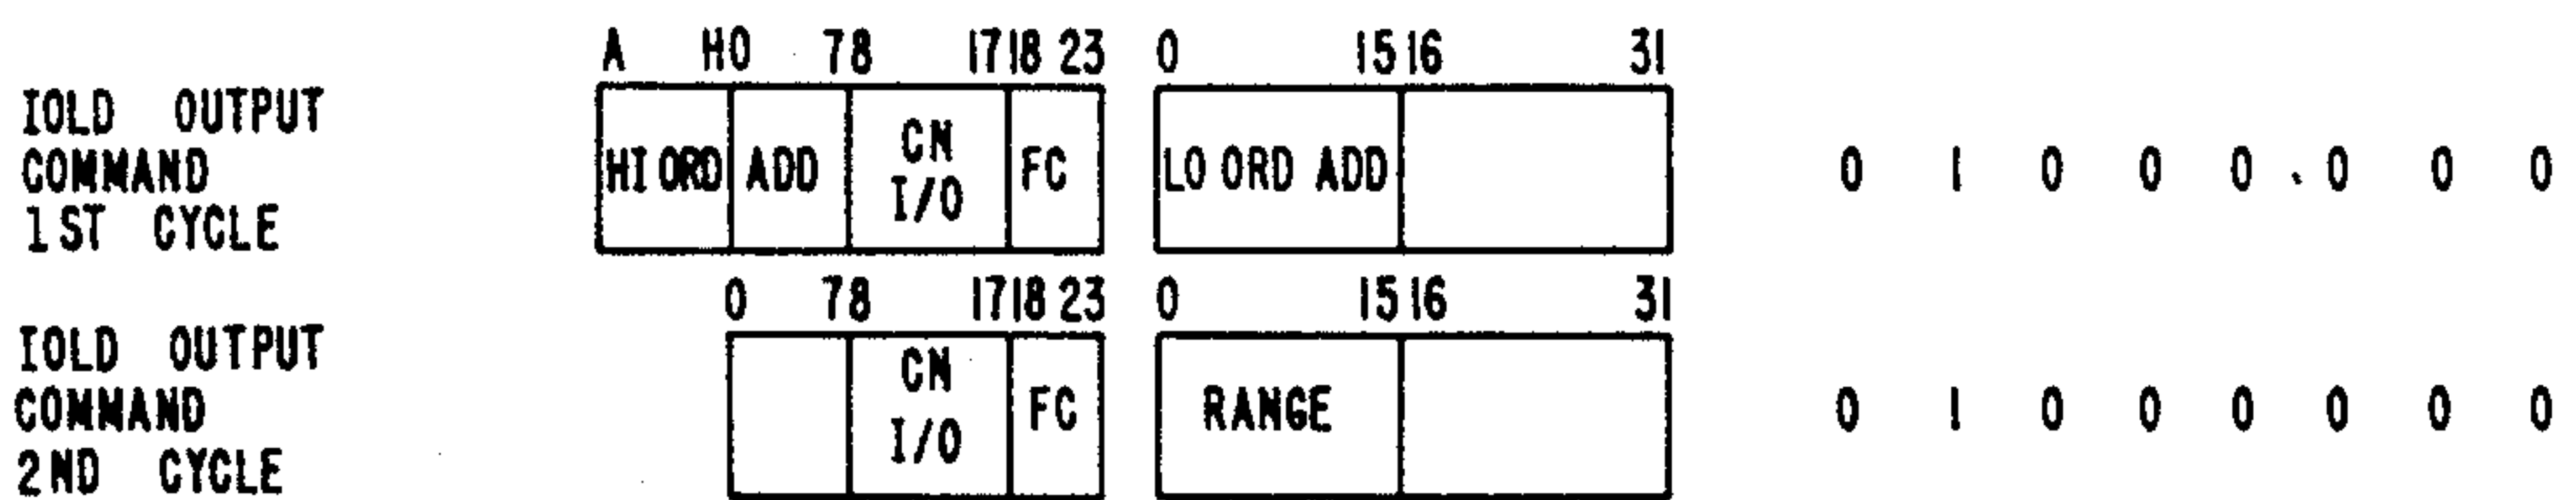 A HO 78 1718 23 0 1516 31
IOLD OUTPUT
COMMAND
1ST CYCLE
HI ORD ADD CN I/O FC LO ORD ADD 0 1 0 0 0 0 0 0
0 78 1718 23 0 1516 31
IOLD OUTPUT
COMMAND
2ND CYCLE
CN I/O FC RANGE 0 1 0 0 0 0 0 0